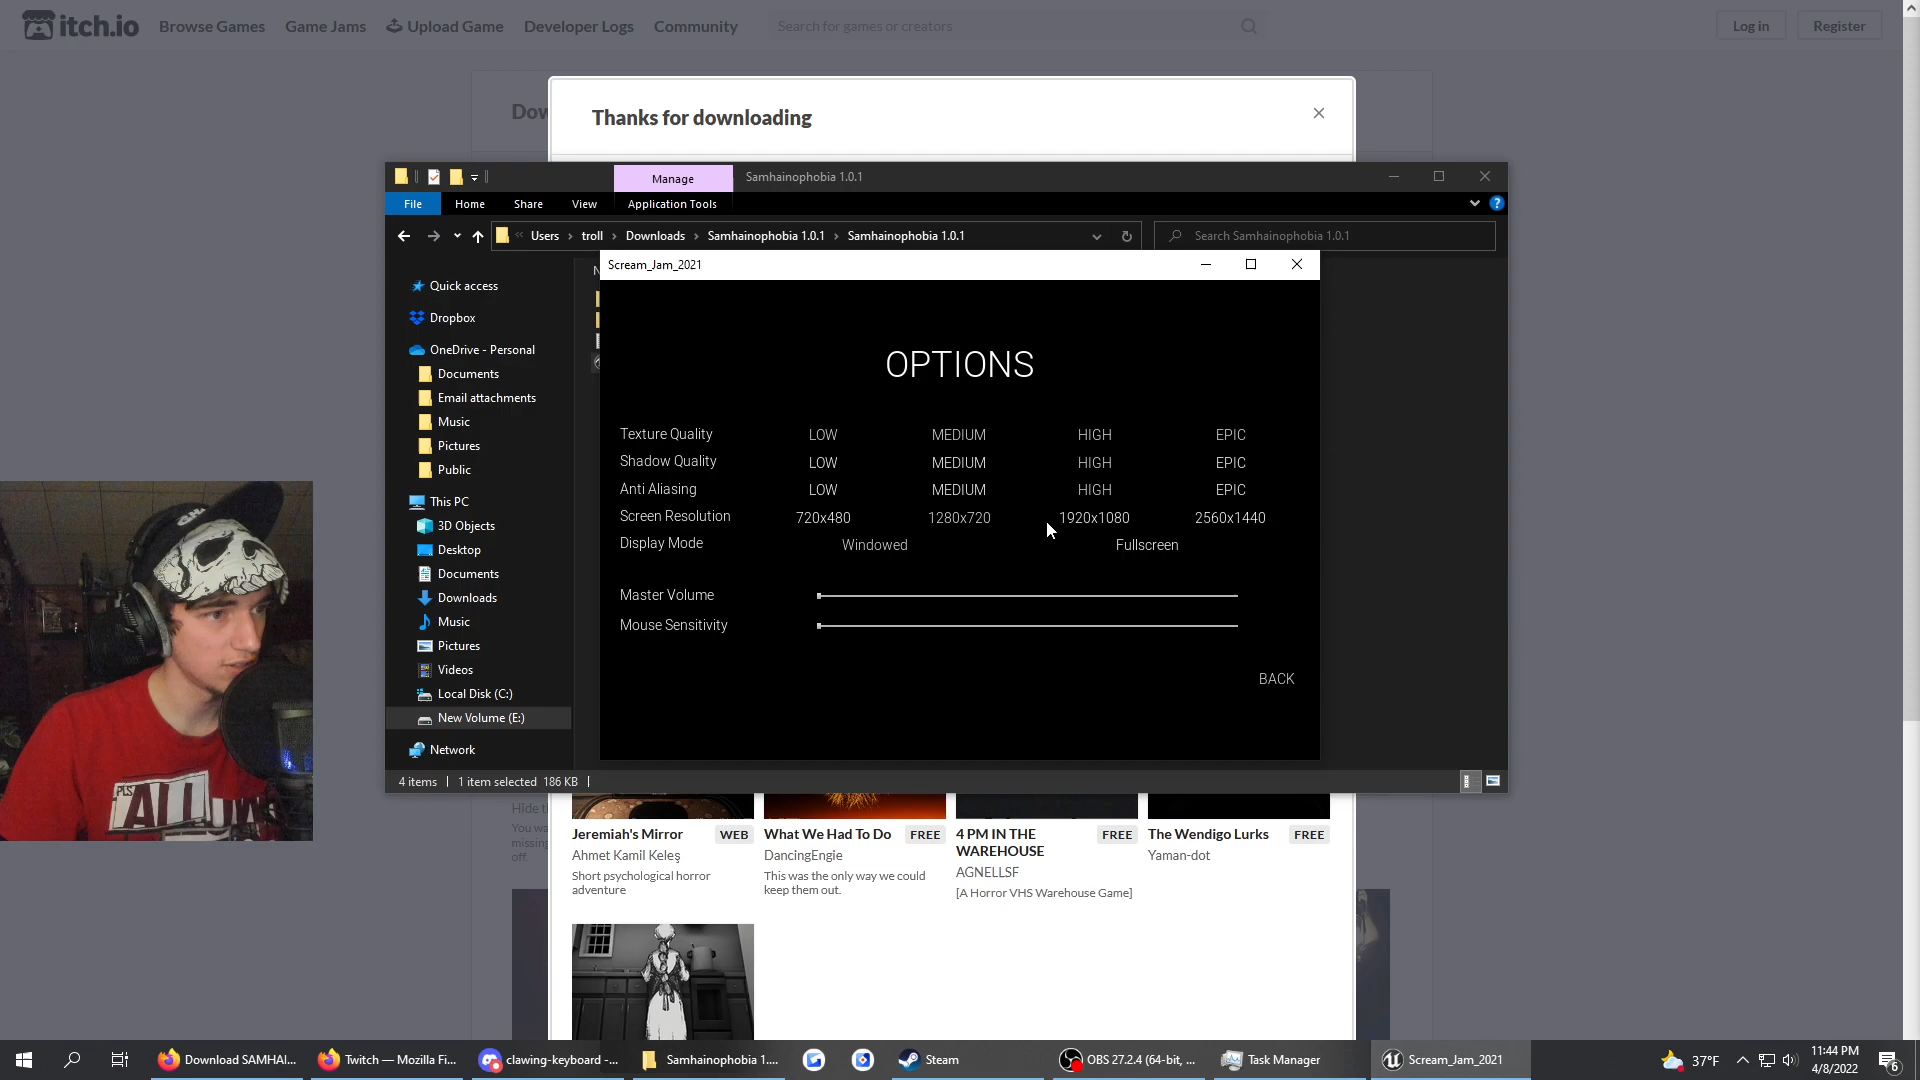 itch.io
Browse Games
Game Jams
Upload Game
Developer Logs
Community
Search for games or creators
Log in
Register
Dow
Thanks for downloading
Manage
Samhainophobia 1.0.1
File
Home
Share
View
Application Tools
Users
troll
Downloads
Samhainophobia 1.0.1
Samhainophobia 1.0.1
Search Samhainophobia 1.0.1
Quick access
Dropbox
OneDrive - Personal
Documents
Email attachments
Music
Pictures
Public
This PC
3D Objects
Desktop
Documents
Downloads
Music
Pictures
Videos
Local Disk (C:)
New Volume (E:)
Network
4 items
1 item selected 186 KB
Scream_Jam_2021
OPTIONS
Texture Quality LOW MEDIUM HIGH EPIC
Shadow Quality LOW MEDIUM HIGH EPIC
Anti Aliasing LOW MEDIUM HIGH EPIC
Screen Resolution 720x480 1280x720 1920x1080 2560x1440
Display Mode Windowed Fullscreen
Master Volume
Mouse Sensitivity
BACK
PLS
ALLOW
Hide t
You wa
missing
off.
Jeremiah's Mirror WEB
Ahmet Kamil Keleş
Short psychological horror
adventure
What We Had To Do FREE
DancingEngie
This was the only way we could
keep them out.
4 PM IN THE
WAREHOUSE FREE
AGNELLSF
[A Horror VHS Warehouse Game]
The Wendigo Lurks FREE
Yaman-dot
Download SAMHAI...
Twitch — Mozilla Fi...
clawing-keyboard -...
Samhainophobia 1....
Steam
OBS 27.2.4 (64-bit, ...
Task Manager
Scream_Jam_2021
37°F
11:44 PM
4/8/2022
6